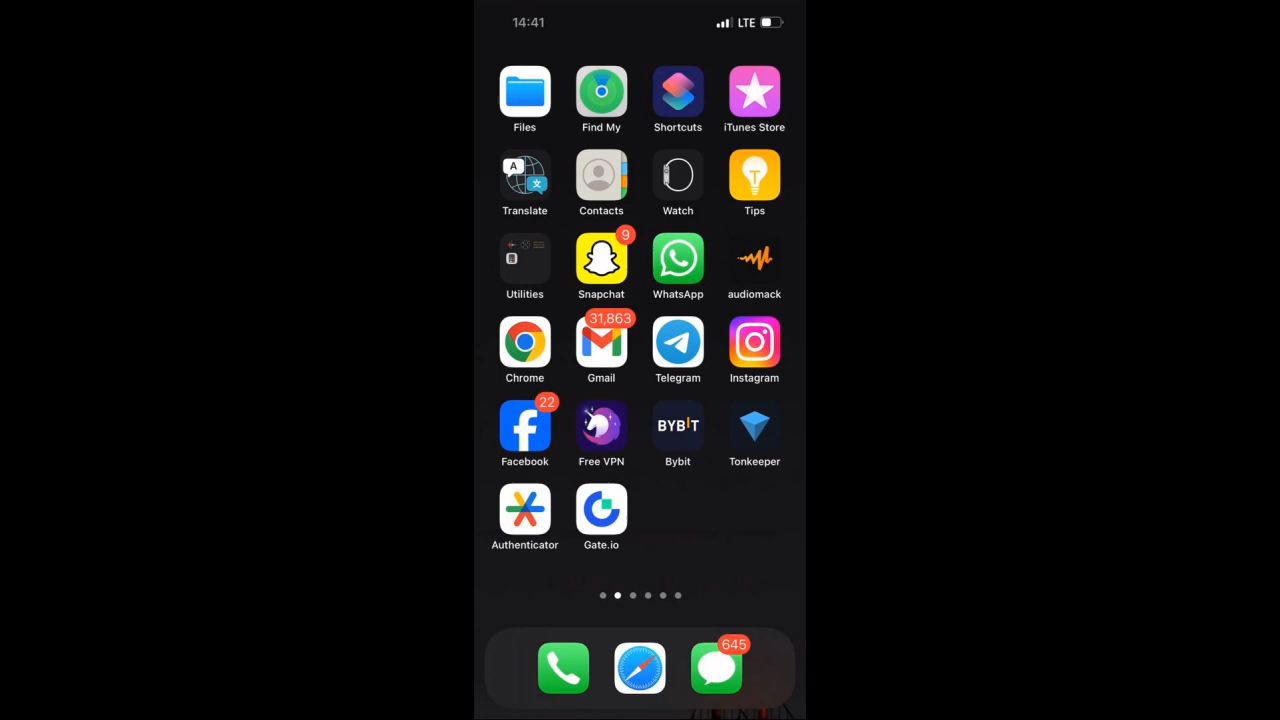 14:41 LTE
Files Find My Shortcuts iTunes Store
A 文
Translate Contacts Watch Tips
9
Utilities Snapchat WhatsApp audiomack
31,863
Chrome Gmail Telegram Instagram
22
BYBIT
Facebook Free VPN Bybit Tonkeeper
Authenticator Gate.io
645